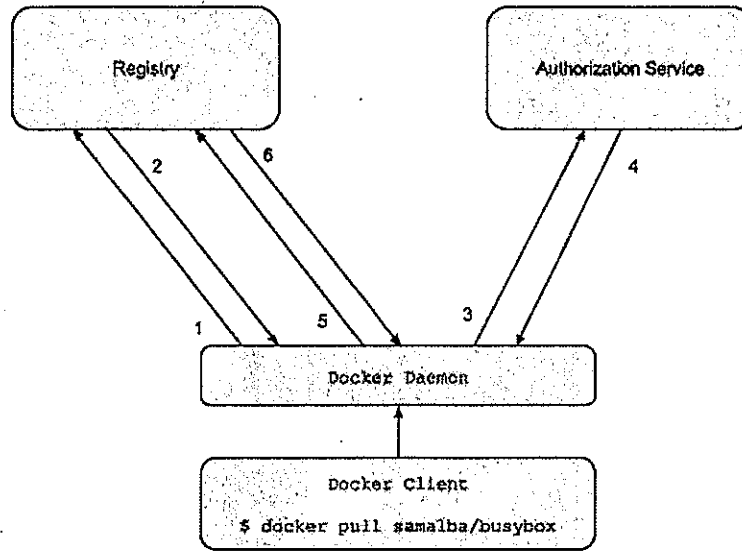 Registry
Authorization Service
2
6
4
1
5
3
Docker Daemon
Docker Client
$ docker pull samalba/busybox